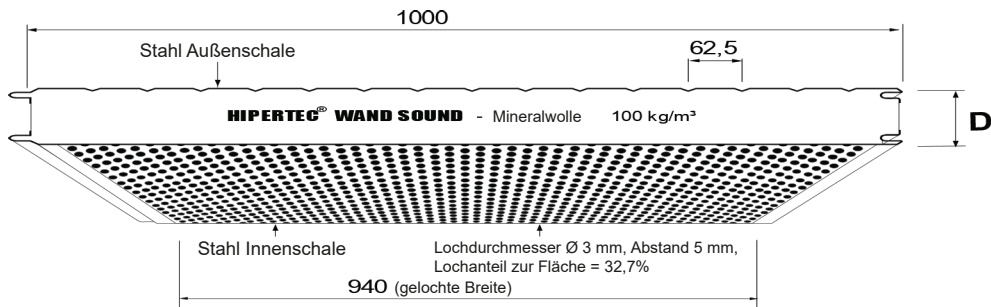 1000
Stahl Außenschale
62,5
HIPERTEC® WAND SOUND - Mineralwolle 100 kg/m³
D
Stahl Innenschale
Lochdurchmesser Ø 3 mm, Abstand 5 mm,
Lochanteil zur Fläche = 32,7%
940 (gelochte Breite)